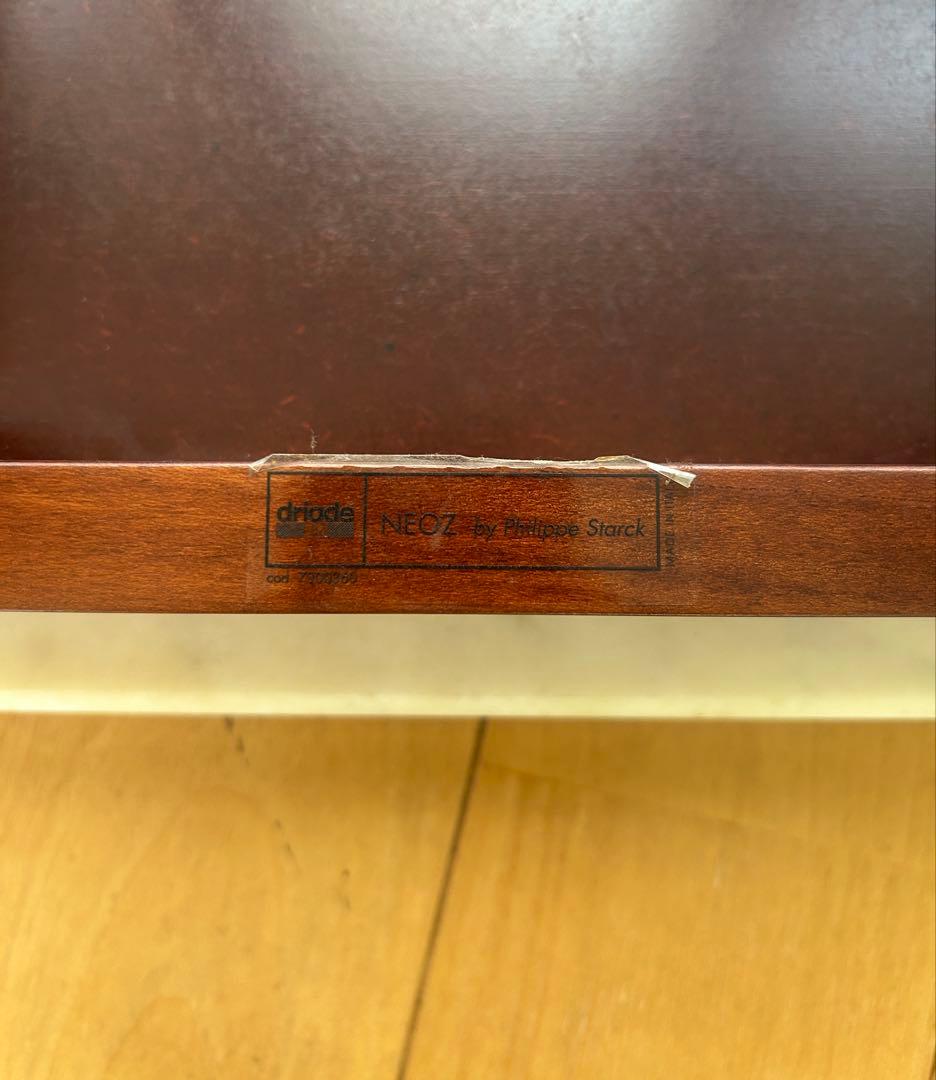 driade
NEOZ by Philippe Starck
MADE IN ITALY
cod.